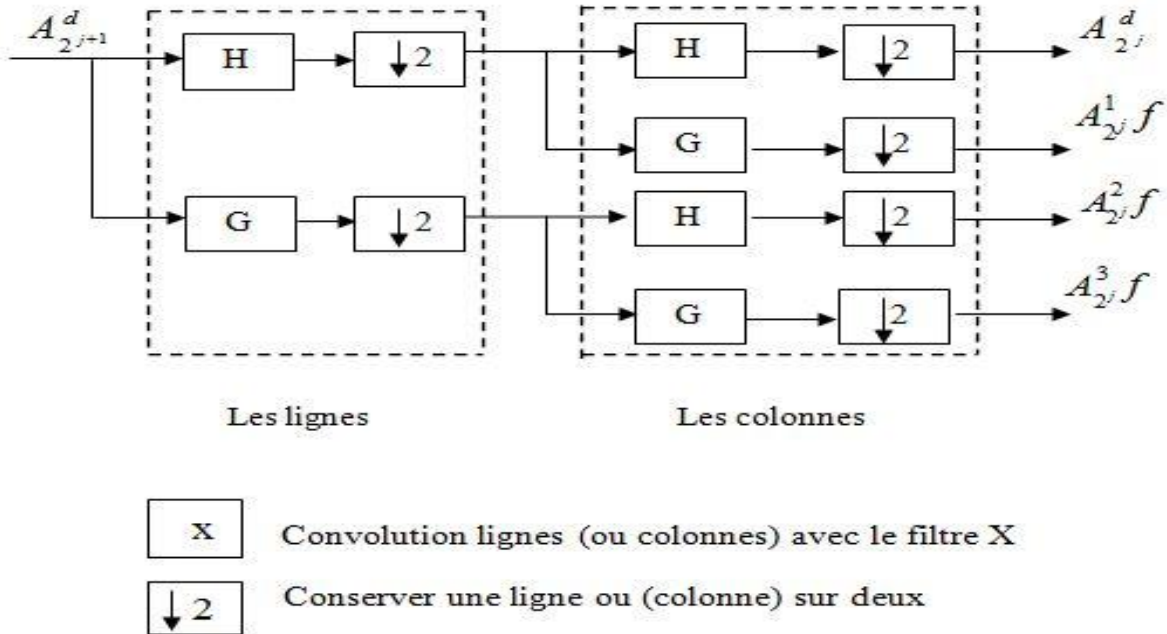 A^d_{2^{j+1}}
H
↓2
H
↓2
A^d_{2^j}
G
↓2
A^1_{2^j} f
G
↓2
H
↓2
A^2_{2^j} f
G
↓2
A^3_{2^j} f
Les lignes
Les colonnes
x
Convolution lignes (ou colonnes) avec le filtre X
↓2
Conserver une ligne ou (colonne) sur deux